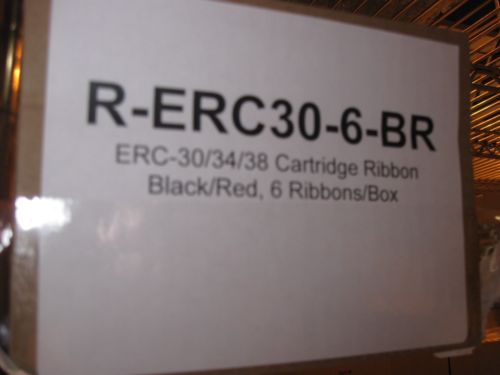 R-ERC30-6-BR
ERC-30/34/38 Cartridge Ribbon
Black/Red, 6 Ribbons/Box